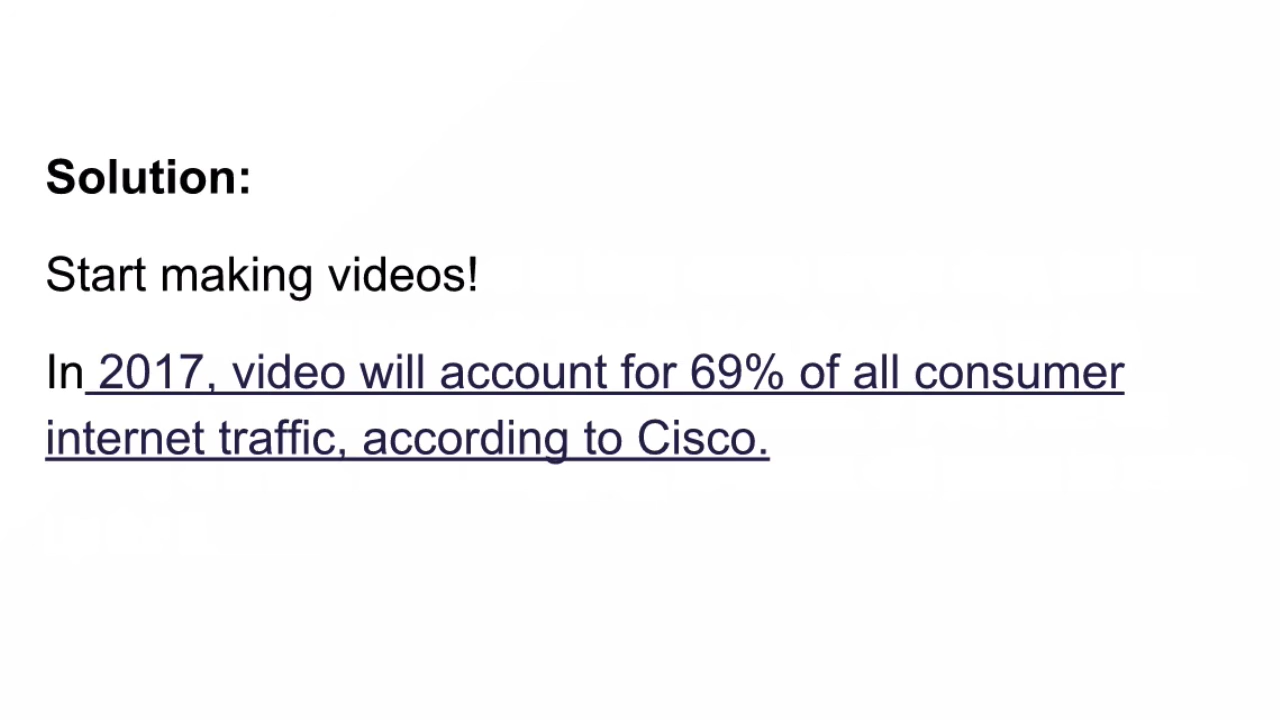 Solution:
Start making videos!
In 2017, video will account for 69% of all consumer
internet traffic, according to Cisco.